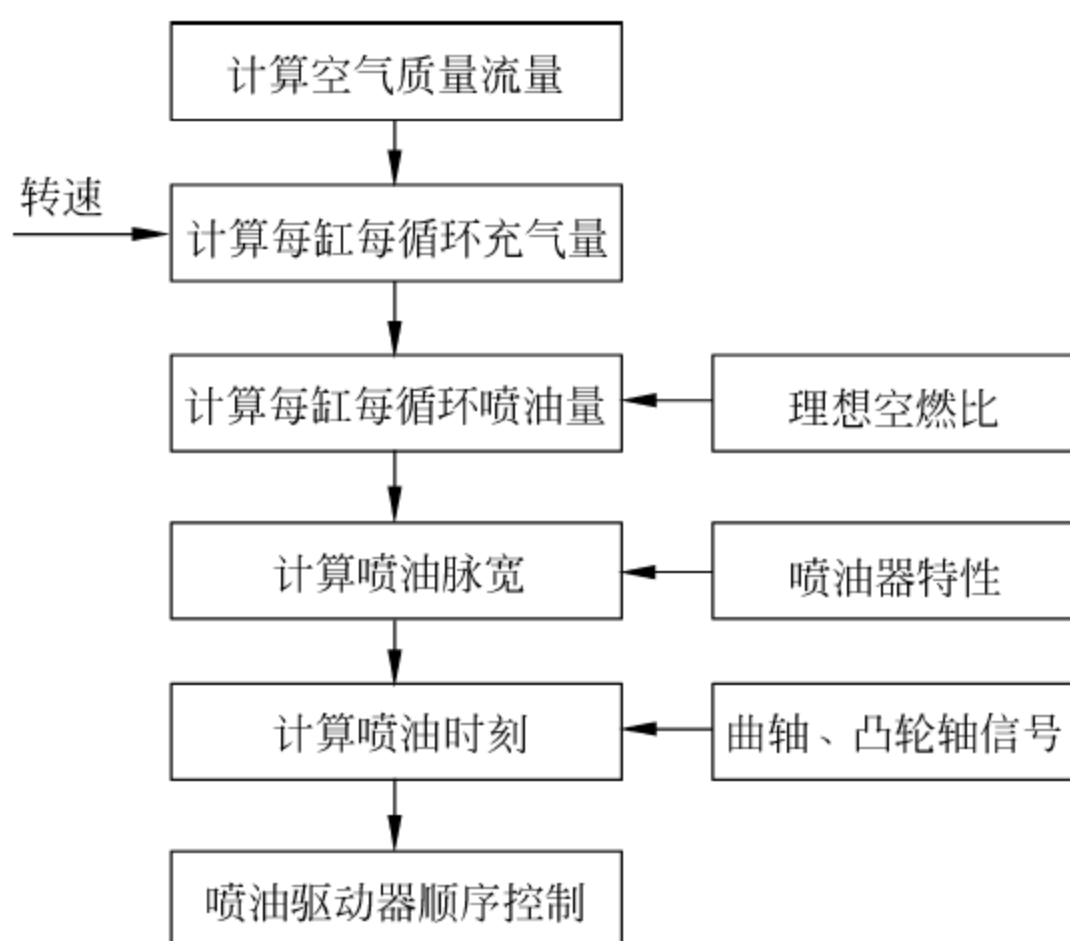 计算空气质量流量
转速
计算每缸每循环充气量
计算每缸每循环喷油量
理想空燃比
计算喷油脉宽
喷油器特性
计算喷油时刻
曲轴、凸轮轴信号
喷油驱动器顺序控制